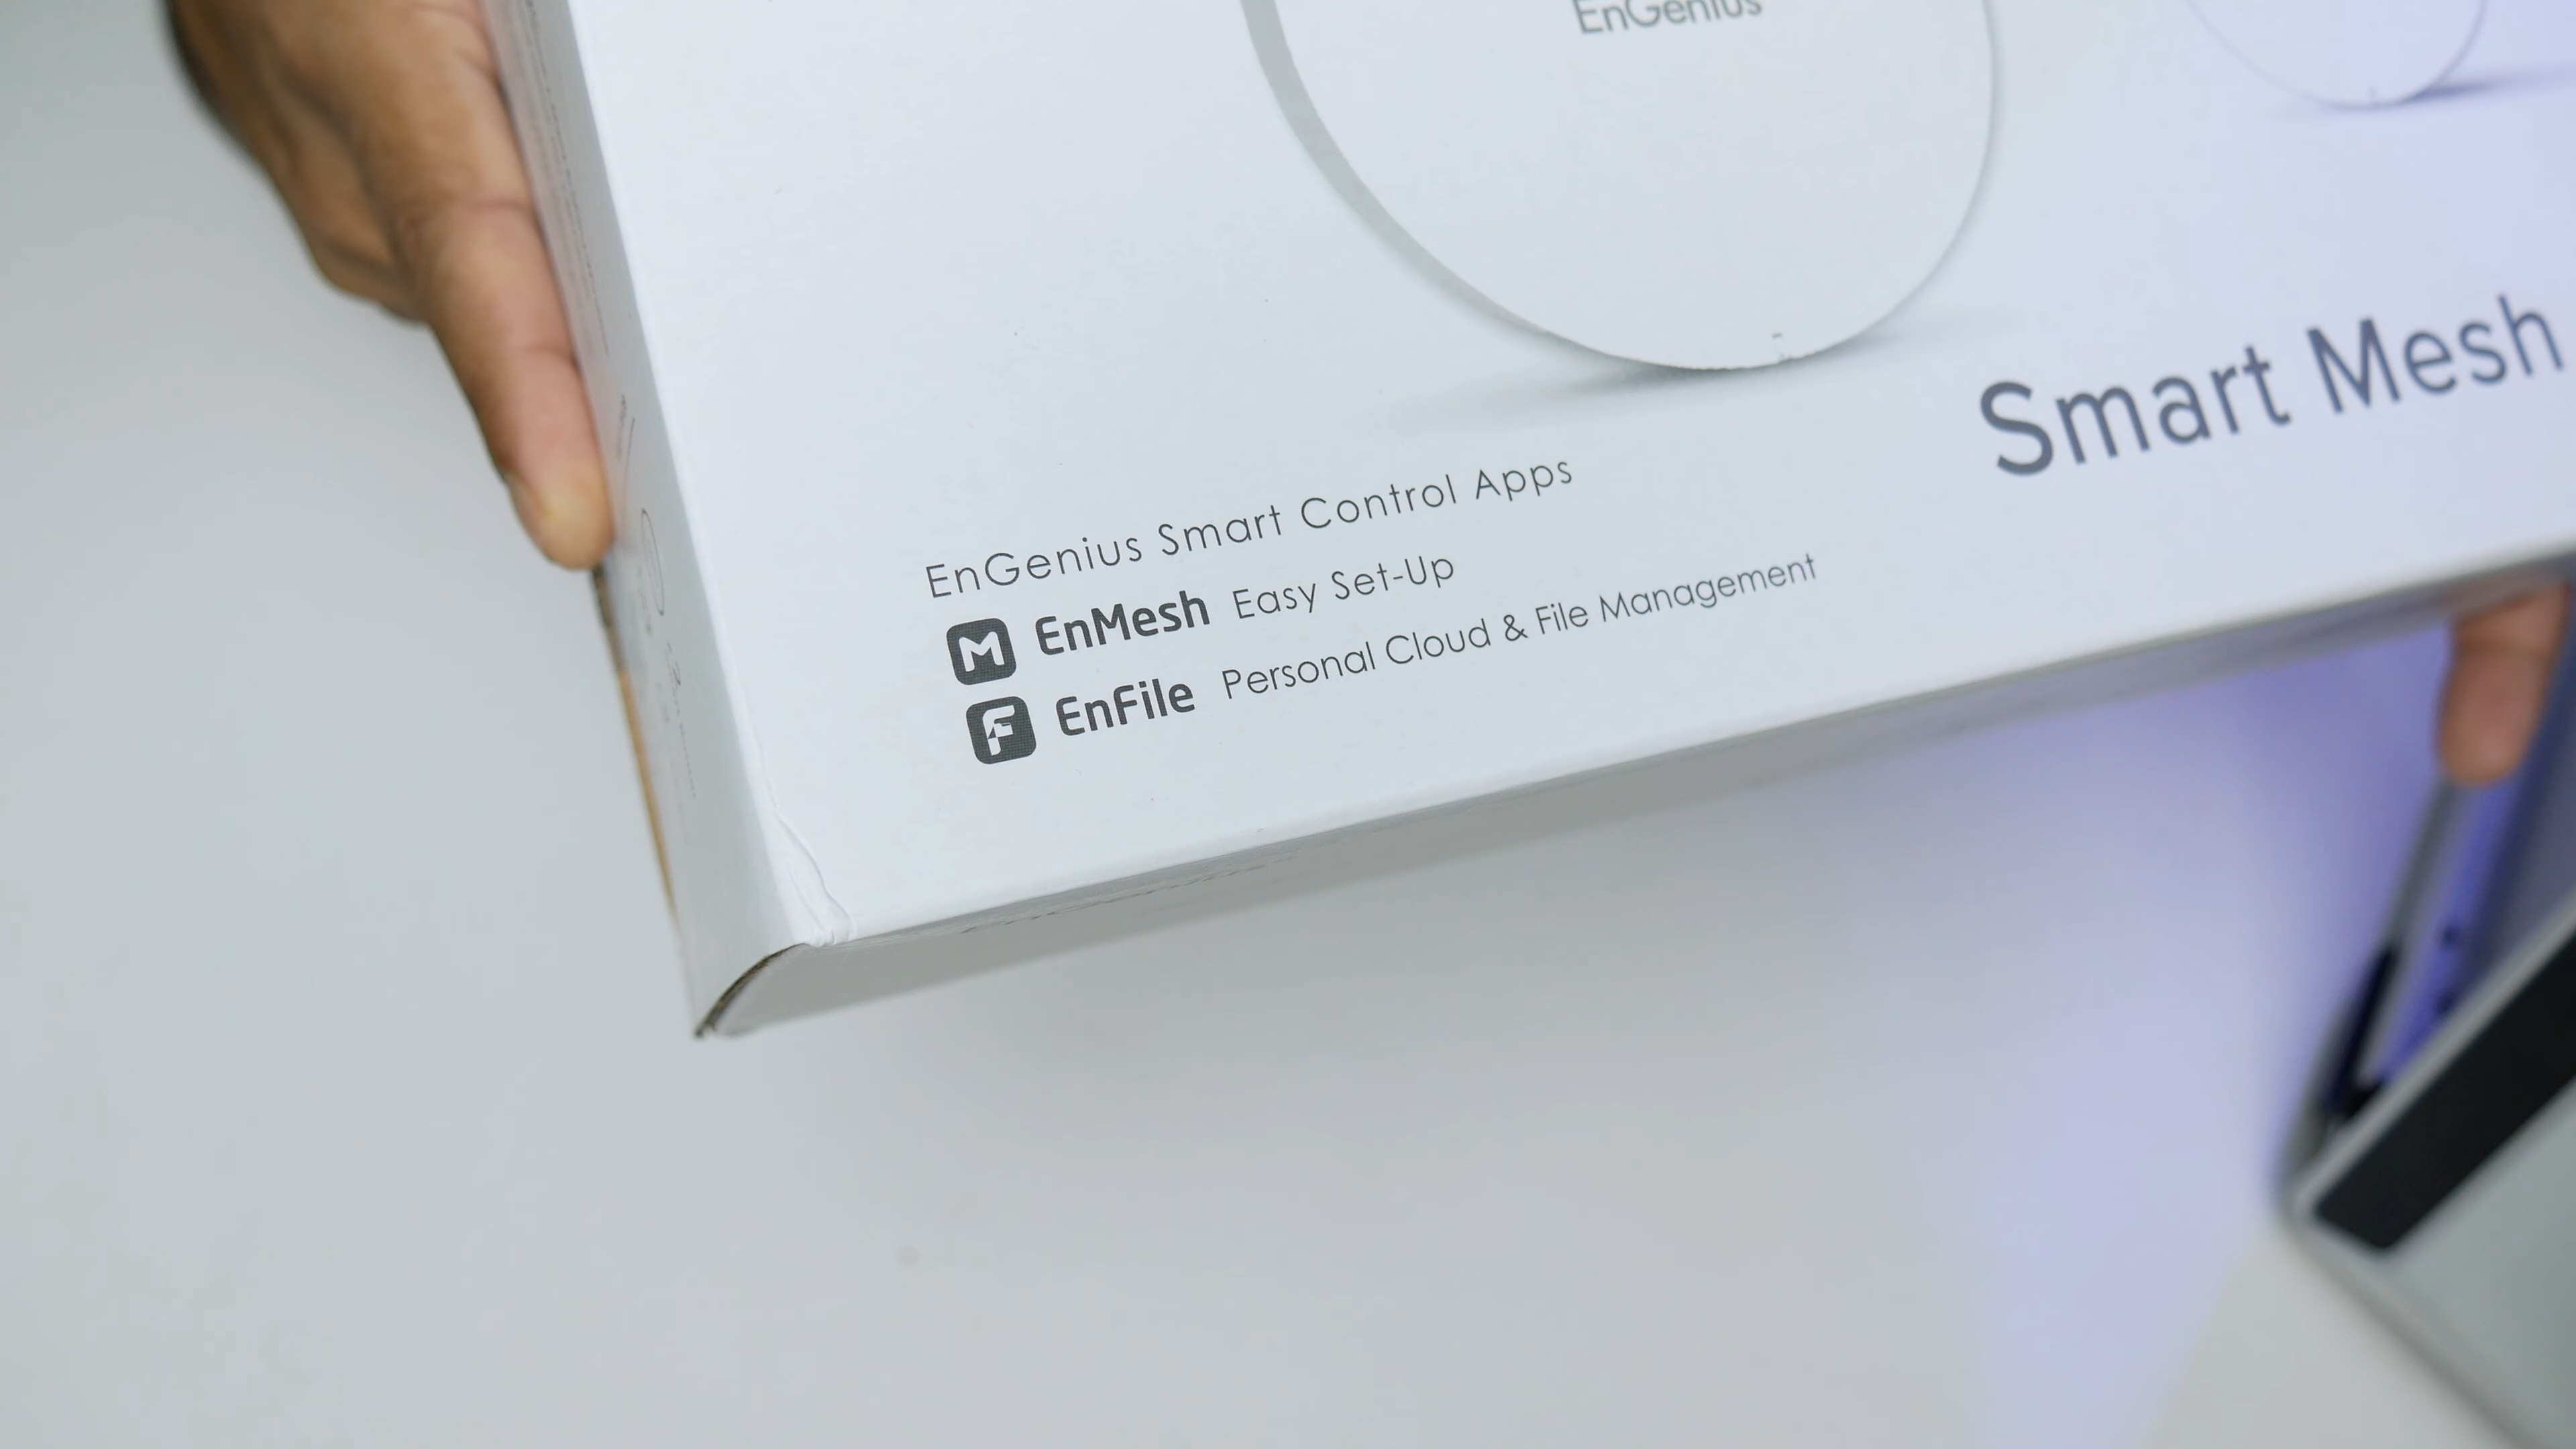 EnGenius
Smart Mesh
EnGenius Smart Control Apps
M EnMesh Easy Set-Up
F EnFile Personal Cloud & File Management